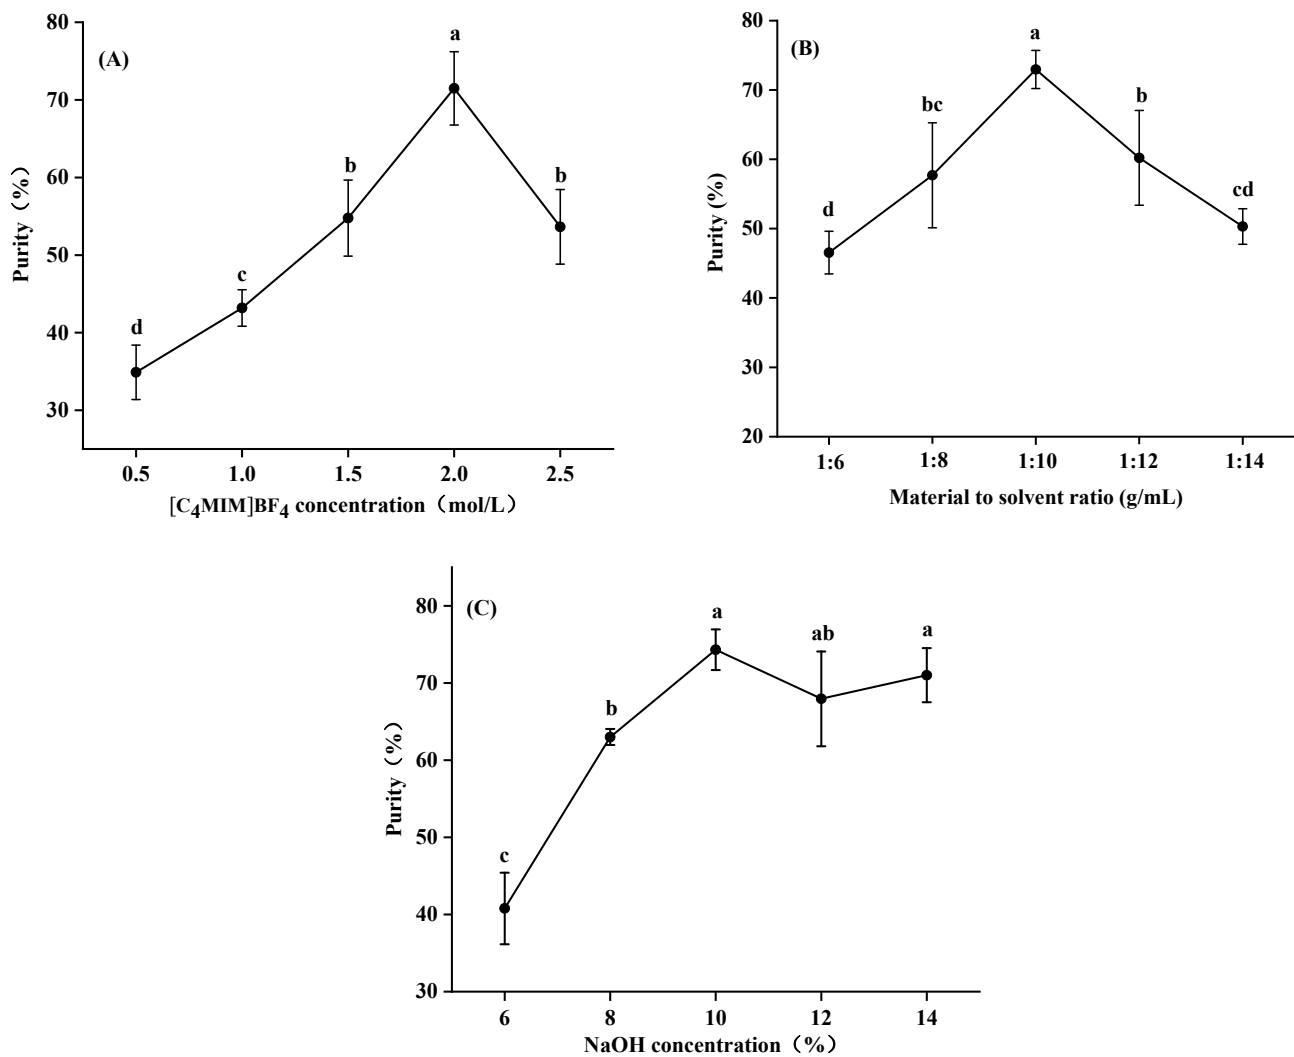 (A)
Purity（%）
80
70
60
50
40
30
d
c
b
a
b
0.5 1.0 1.5 2.0 2.5
[C4MIM]BF4 concentration（mol/L）
(B)
Purity (%)
80
70
60
50
40
30
20
d
bc
a
b
cd
1:6 1:8 1:10 1:12 1:14
Material to solvent ratio (g/mL)
(C)
Purity（%）
80
70
60
50
40
30
c
b
a
ab
a
6 8 10 12 14
NaOH concentration（%）